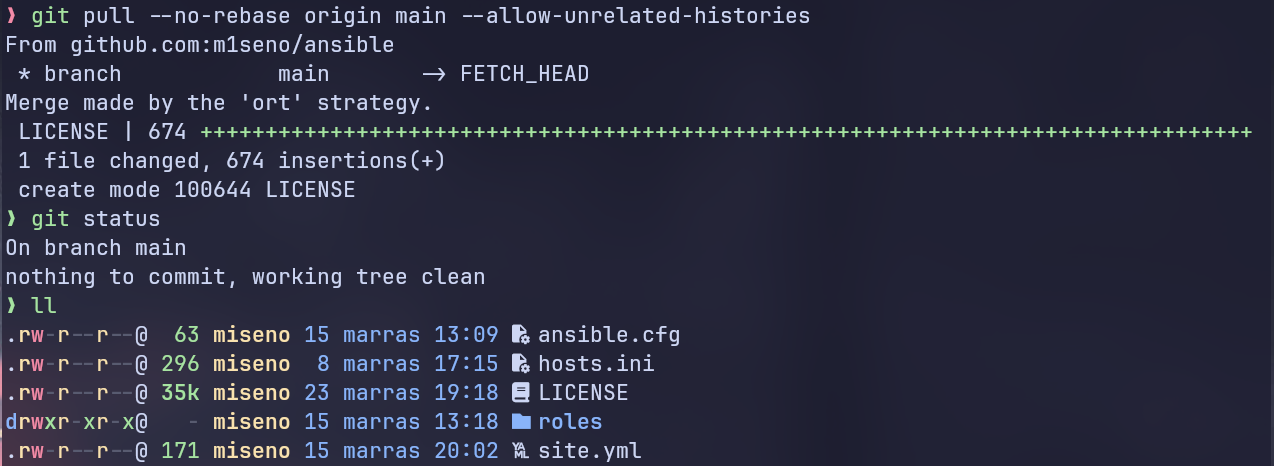 ❯ git pull --no-rebase origin main --allow-unrelated-histories
From github.com:m1seno/ansible
 * branch            main       -> FETCH_HEAD
Merge made by the 'ort' strategy.
 LICENSE | 674 +++++++++++++++++++++++++++++++++++++++++++++++++++++++++++++++++++++++++++++++++
 1 file changed, 674 insertions(+)
 create mode 100644 LICENSE
❯ git status
On branch main
nothing to commit, working tree clean
❯ ll
.rw-r--r--@  63 miseno 15 marras 13:09 ansible.cfg
.rw-r--r--@ 296 miseno  8 marras 17:15 hosts.ini
.rw-r--r--@ 35k miseno 23 marras 19:18 LICENSE
drwxr-xr-x@   - miseno 15 marras 13:18 roles
.rw-r--r--@ 171 miseno 15 marras 20:02 site.yml